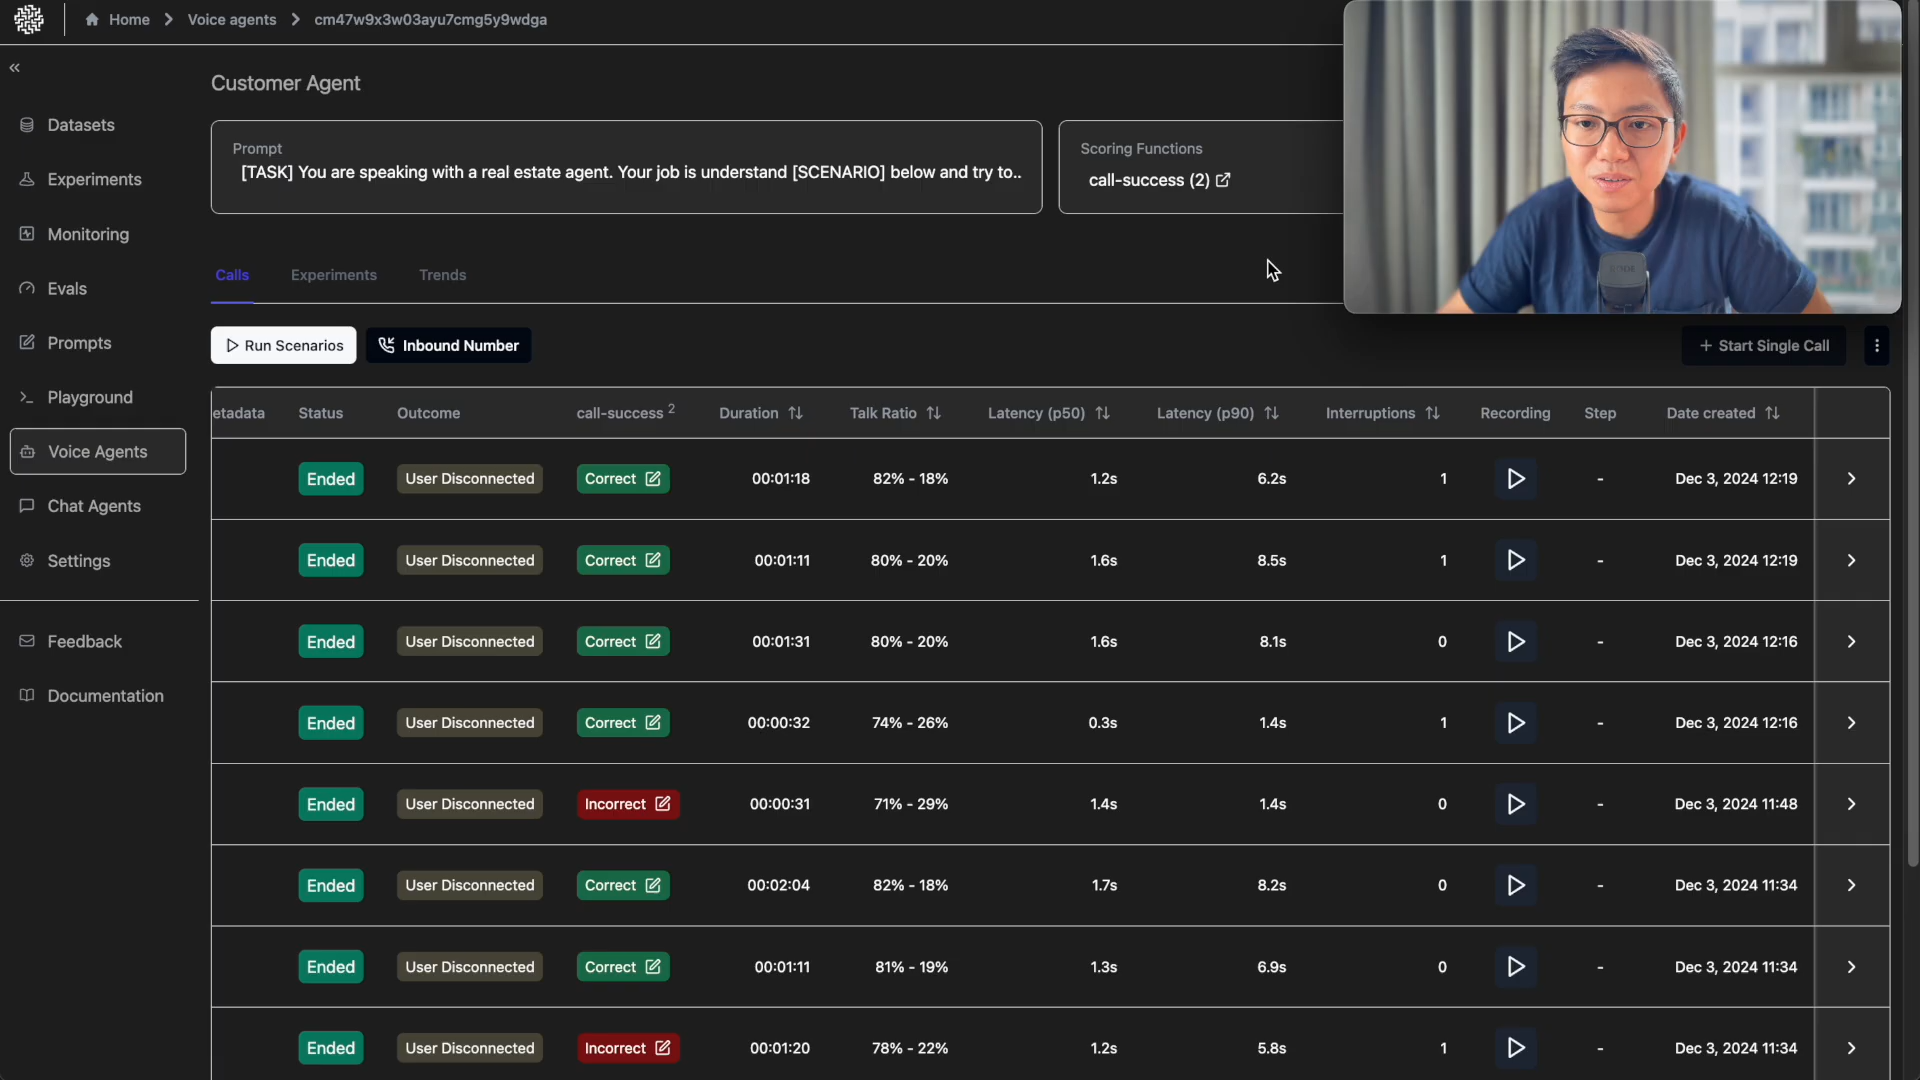 Home > Voice agents > cm47w9x3w03ayu7cmg5y9wdga
«
Datasets
Experiments
Monitoring
Evals
Prompts
Playground
Voice Agents
Chat Agents
Settings
Feedback
Documentation
Customer Agent
Prompt
[TASK] You are speaking with a real estate agent. Your job is understand [SCENARIO] below and try to..
Scoring Functions
call-success (2)
Calls Experiments Trends
Run Scenarios Inbound Number + Start Single Call
etadata Status Outcome call-success 2 Duration Talk Ratio Latency (p50) Latency (p90) Interruptions Recording Step Date created
Ended User Disconnected Correct 00:01:18 82% - 18% 1.2s 6.2s 1 - Dec 3, 2024 12:19
Ended User Disconnected Correct 00:01:11 80% - 20% 1.6s 8.5s 1 - Dec 3, 2024 12:19
Ended User Disconnected Correct 00:01:31 80% - 20% 1.6s 8.1s 0 - Dec 3, 2024 12:16
Ended User Disconnected Correct 00:00:32 74% - 26% 0.3s 1.4s 1 - Dec 3, 2024 12:16
Ended User Disconnected Incorrect 00:00:31 71% - 29% 1.4s 1.4s 0 - Dec 3, 2024 11:48
Ended User Disconnected Correct 00:02:04 82% - 18% 1.7s 8.2s 0 - Dec 3, 2024 11:34
Ended User Disconnected Correct 00:01:11 81% - 19% 1.3s 6.9s 0 - Dec 3, 2024 11:34
Ended User Disconnected Incorrect 00:01:20 78% - 22% 1.2s 5.8s 1 - Dec 3, 2024 11:34